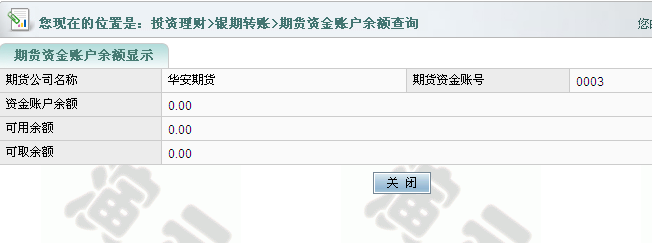 您现在的位置是：投资理财>银期转账>期货资金账户余额查询
您
期货资金账户余额显示
期货公司名称 华安期货 期货资金账号 0003
资金账户余额 0.00
可用余额 0.00
可取余额 0.00
关 闭